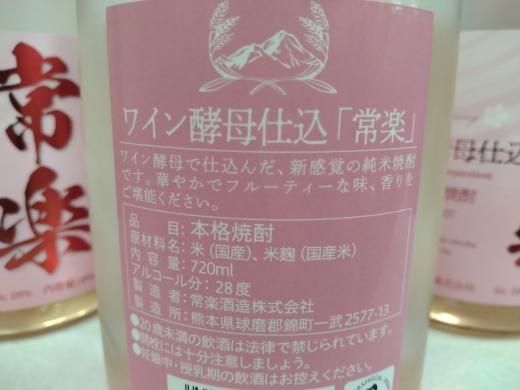 ワイン酵母仕込「常楽」
ワイン酵母で仕込んだ、新感覚の純米焼酎
です。華やかでフルーティーな味、香りを
ご堪能ください。
品目：本格焼酎
原材料名：米（国産）、米麹（国産米）
内容量：720ml
アルコール分：28度
製造者：常楽酒造株式会社
製造所：熊本県球磨郡錦町一武2577-13
●20歳未満の飲酒は法律で禁じられています。
●開栓には十分注意しましょう。
●妊娠中・授乳期の飲酒はお控えください。
常楽
母仕込